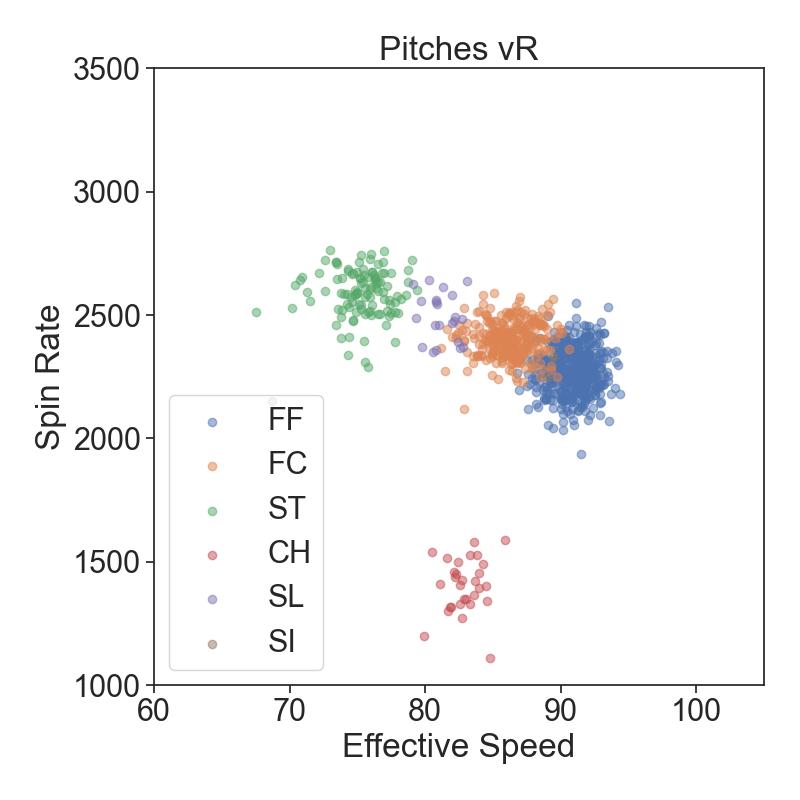 Pitches vR
3500
3000
2500
2000
1500
1000
Spin Rate
FF
FC
ST
CH
SL
SI
60 70 80 90 100
Effective Speed